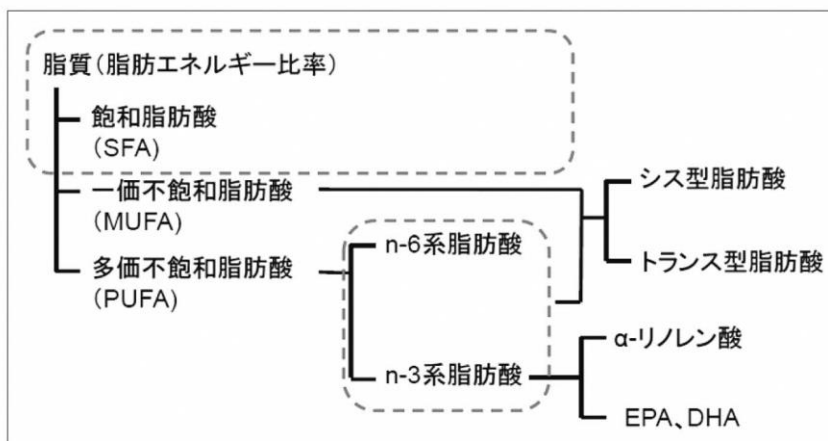 脂質(脂肪エネルギー比率)
飽和脂肪酸
(SFA)
一価不飽和脂肪酸
(MUFA)
多価不飽和脂肪酸
(PUFA)
n-6系脂肪酸
n-3系脂肪酸
シス型脂肪酸
トランス型脂肪酸
α-リノレン酸
EPA、DHA